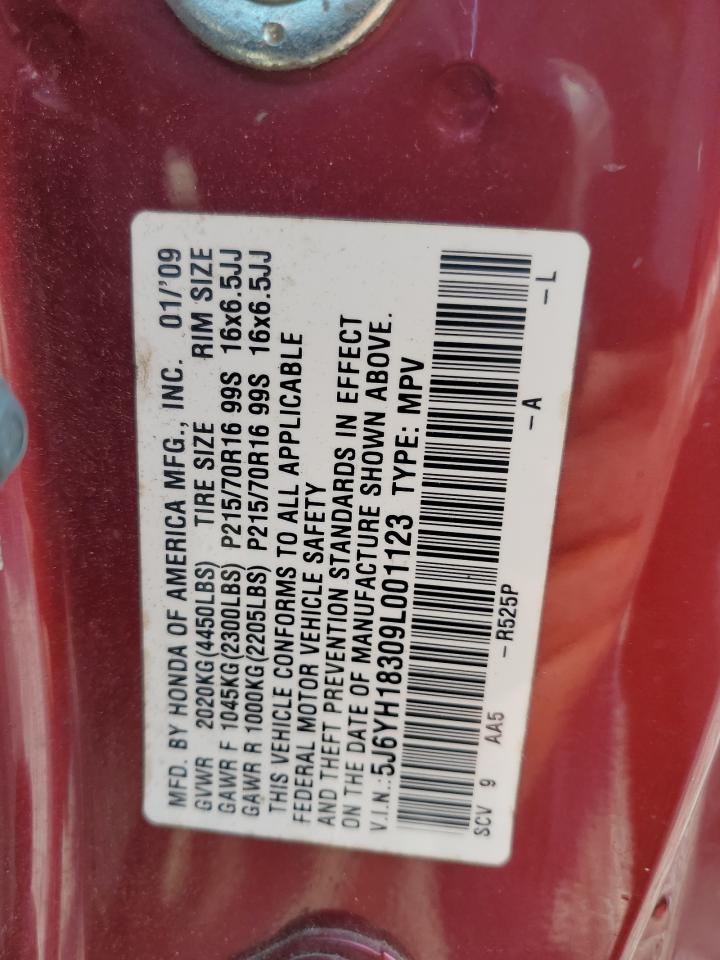 MFD. BY HONDA OF AMERICA MFG., INC. 01/'09
GVWR 2020KG(4450LBS) TIRE SIZE RIM SIZE
GAWR F 1045KG(2300LBS) P215/70R16 99S 16x6.5JJ
GAWR R 1000KG(2205LBS) P215/70R16 99S 16x6.5JJ
THIS VEHICLE CONFORMS TO ALL APPLICABLE
FEDERAL MOTOR VEHICLE SAFETY
AND THEFT PREVENTION STANDARDS IN EFFECT
ON THE DATE OF MANUFACTURE SHOWN ABOVE.
V.I.N.:5J6YH18309L001123 TYPE: MPV
SCV 9 AA5 -R525P -A -L